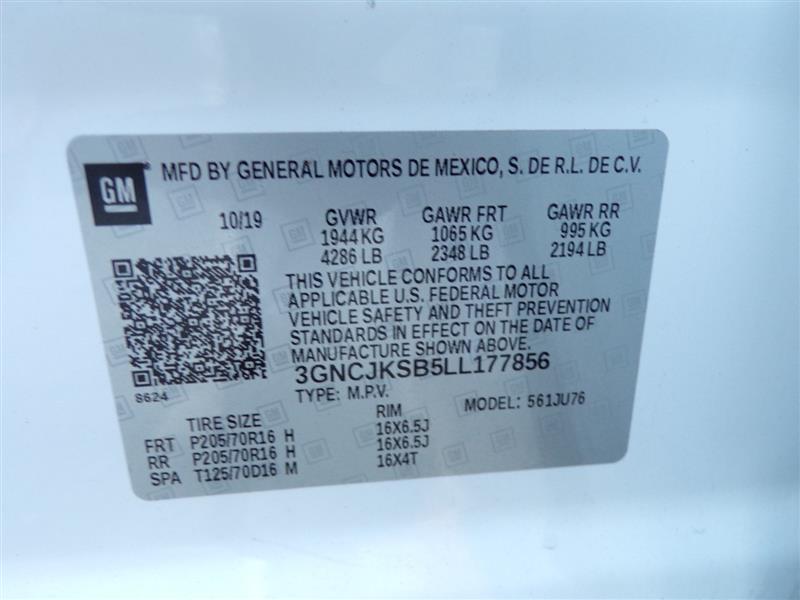 GM
MFD BY GENERAL MOTORS DE MEXICO, S. DE R.L. DE C.V.
10/19 GVWR GAWR FRT GAWR RR
1944 KG 1065 KG 995 KG
4286 LB 2348 LB 2194 LB
THIS VEHICLE CONFORMS TO ALL
APPLICABLE U.S. FEDERAL MOTOR
VEHICLE SAFETY AND THEFT PREVENTION
STANDARDS IN EFFECT ON THE DATE OF
MANUFACTURE SHOWN ABOVE.
3GNCJKSB5LL177856
8624
TYPE: M.P.V. MODEL: 561JU76
TIRE SIZE RIM
FRT P205/70R16 H 16X6.5J
RR P205/70R16 H 16X6.5J
SPA T125/70D16 M 16X4T